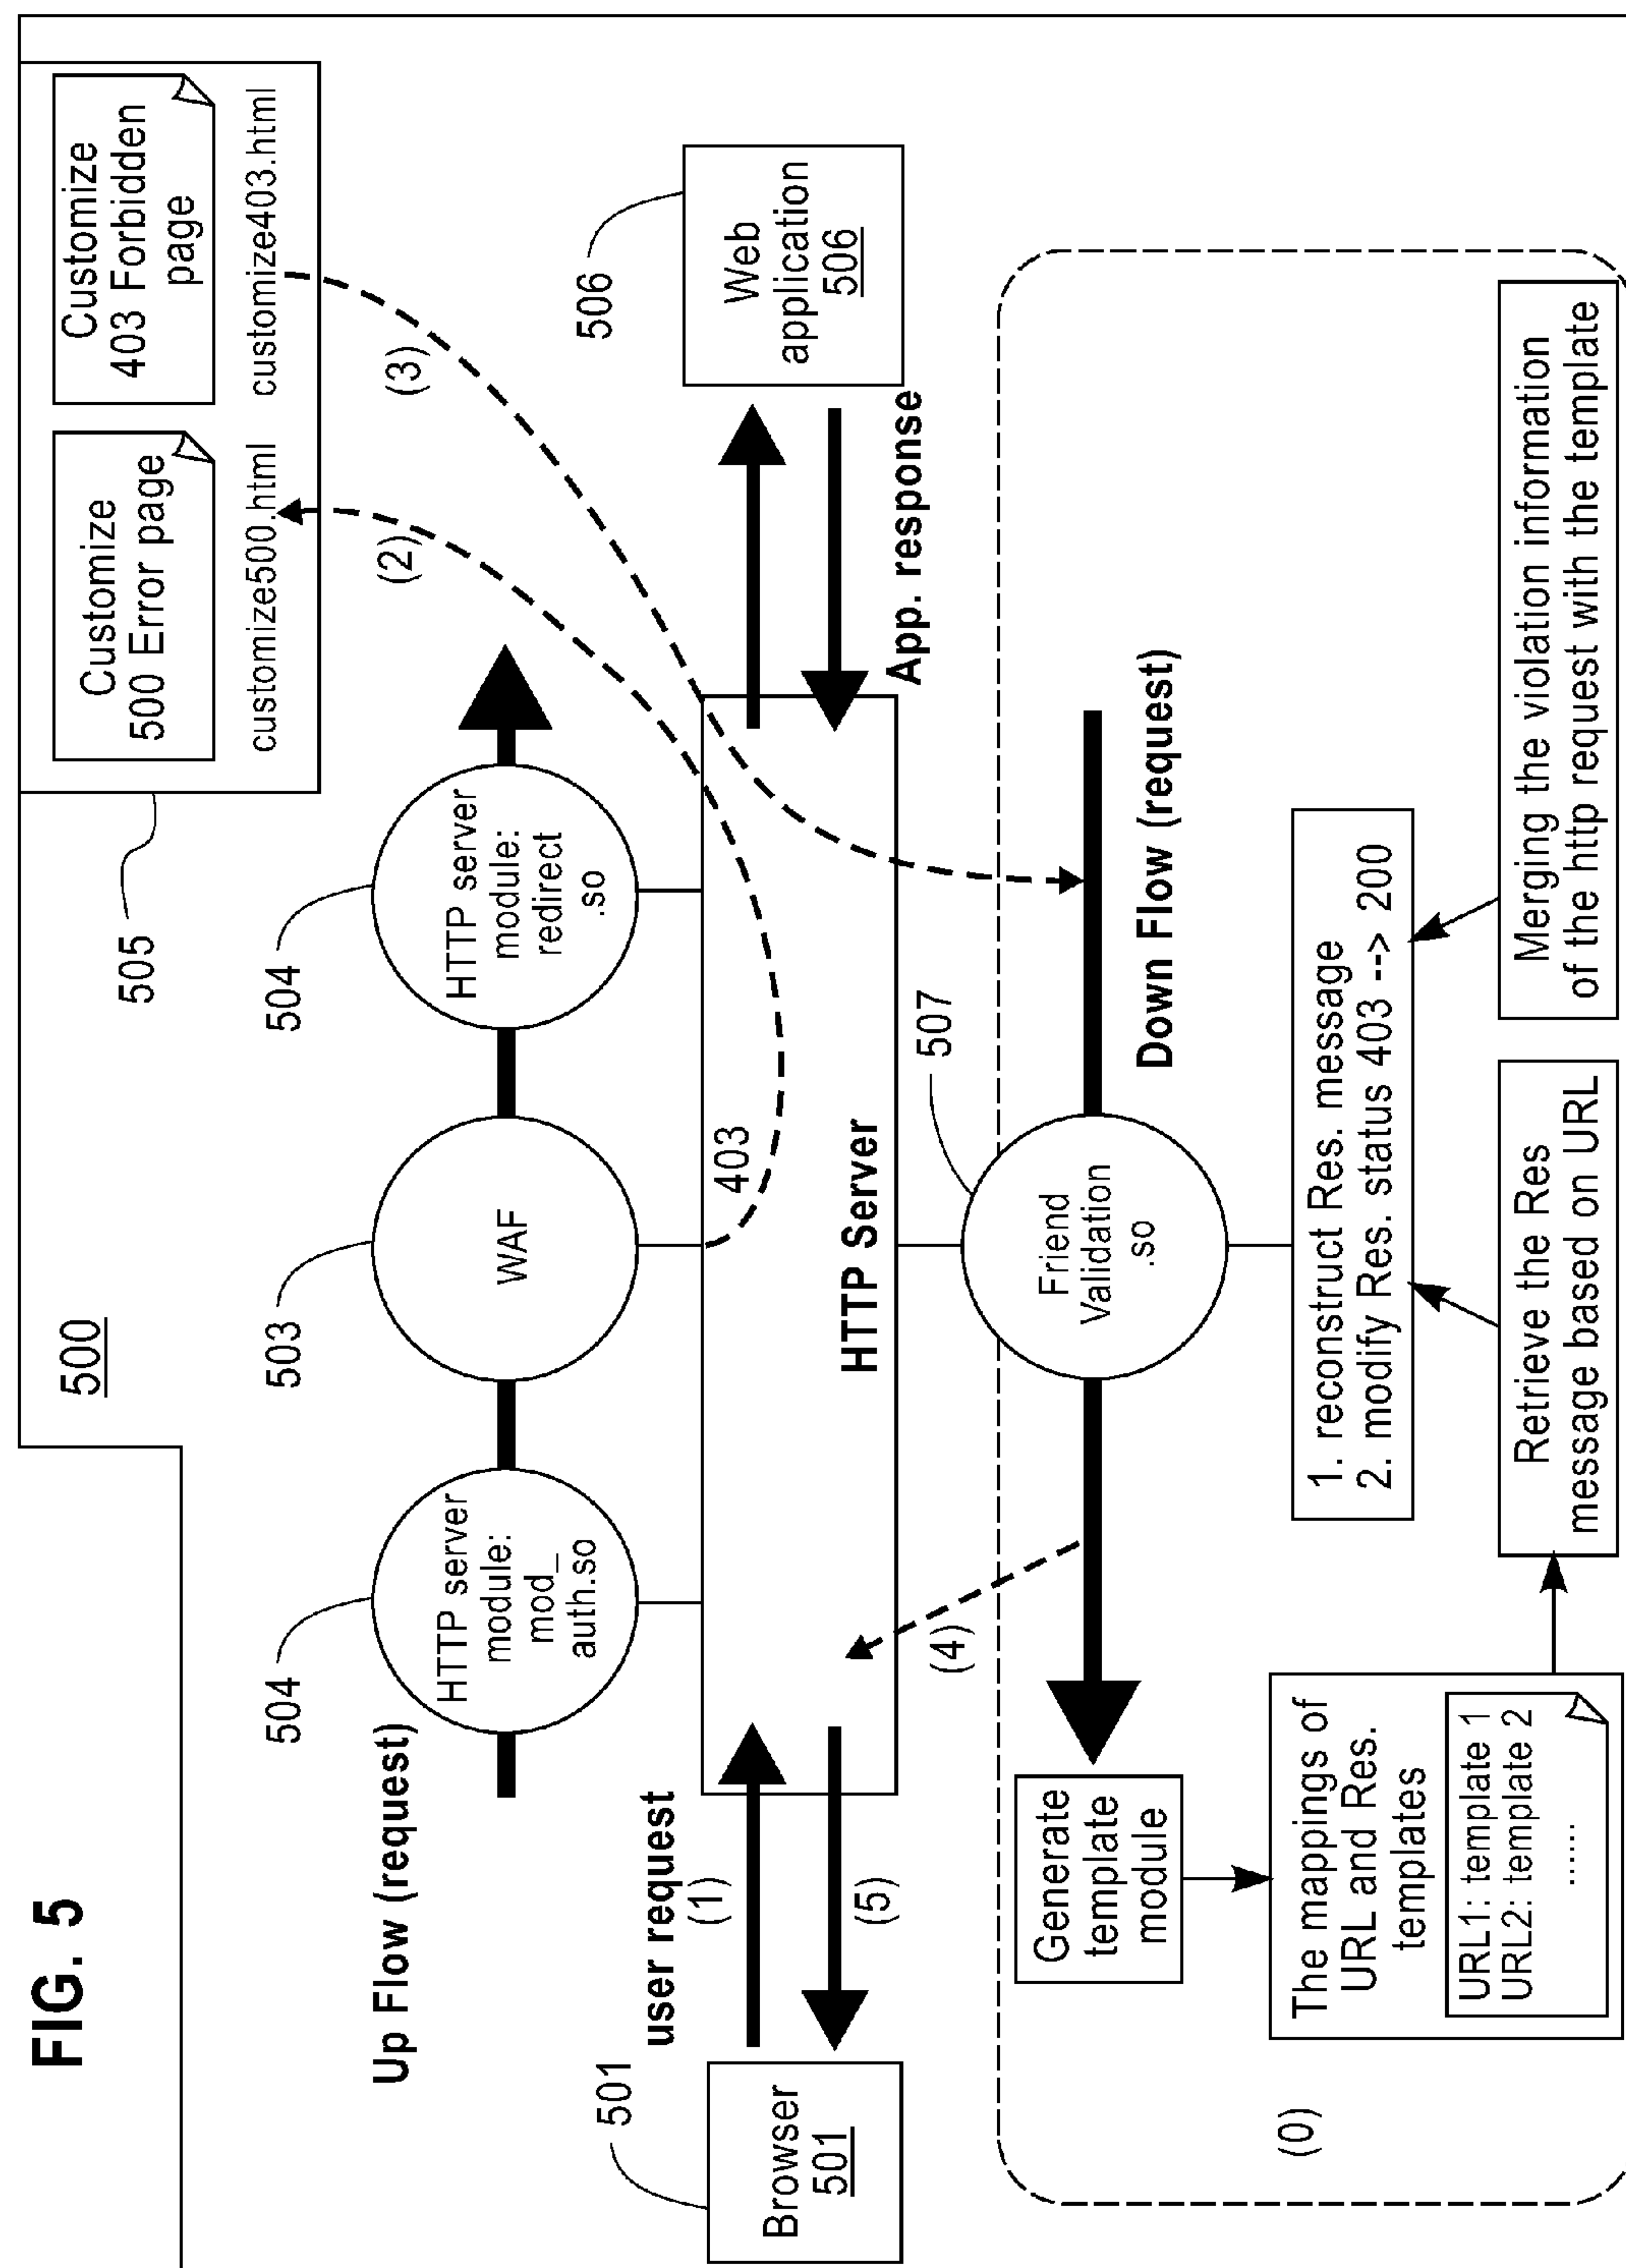 FIG. 5
500
Customize
500 Error page
customize500.html
Customize
403 Forbidden
page
customize403.html
505
Up Flow (request)
504
HTTP server
module:
mod_
auth.so
503
WAF
504
HTTP server
module:
redirect
.so
(2)
(3)
501
Browser
501
user request
(1)
(5)
403
HTTP Server
506
Web
application
506
App. response
(4)
507
Friend
Validation
.so
Down Flow (request)
(0)
Generate
template
module
The mappings of
URL and Res.
templates
URL1: template 1
URL2: template 2
......
1. reconstruct Res. message
2. modify Res. status 403 --> 200
Retrieve the Res
message based on URL
Merging the violation information
of the http request with the template